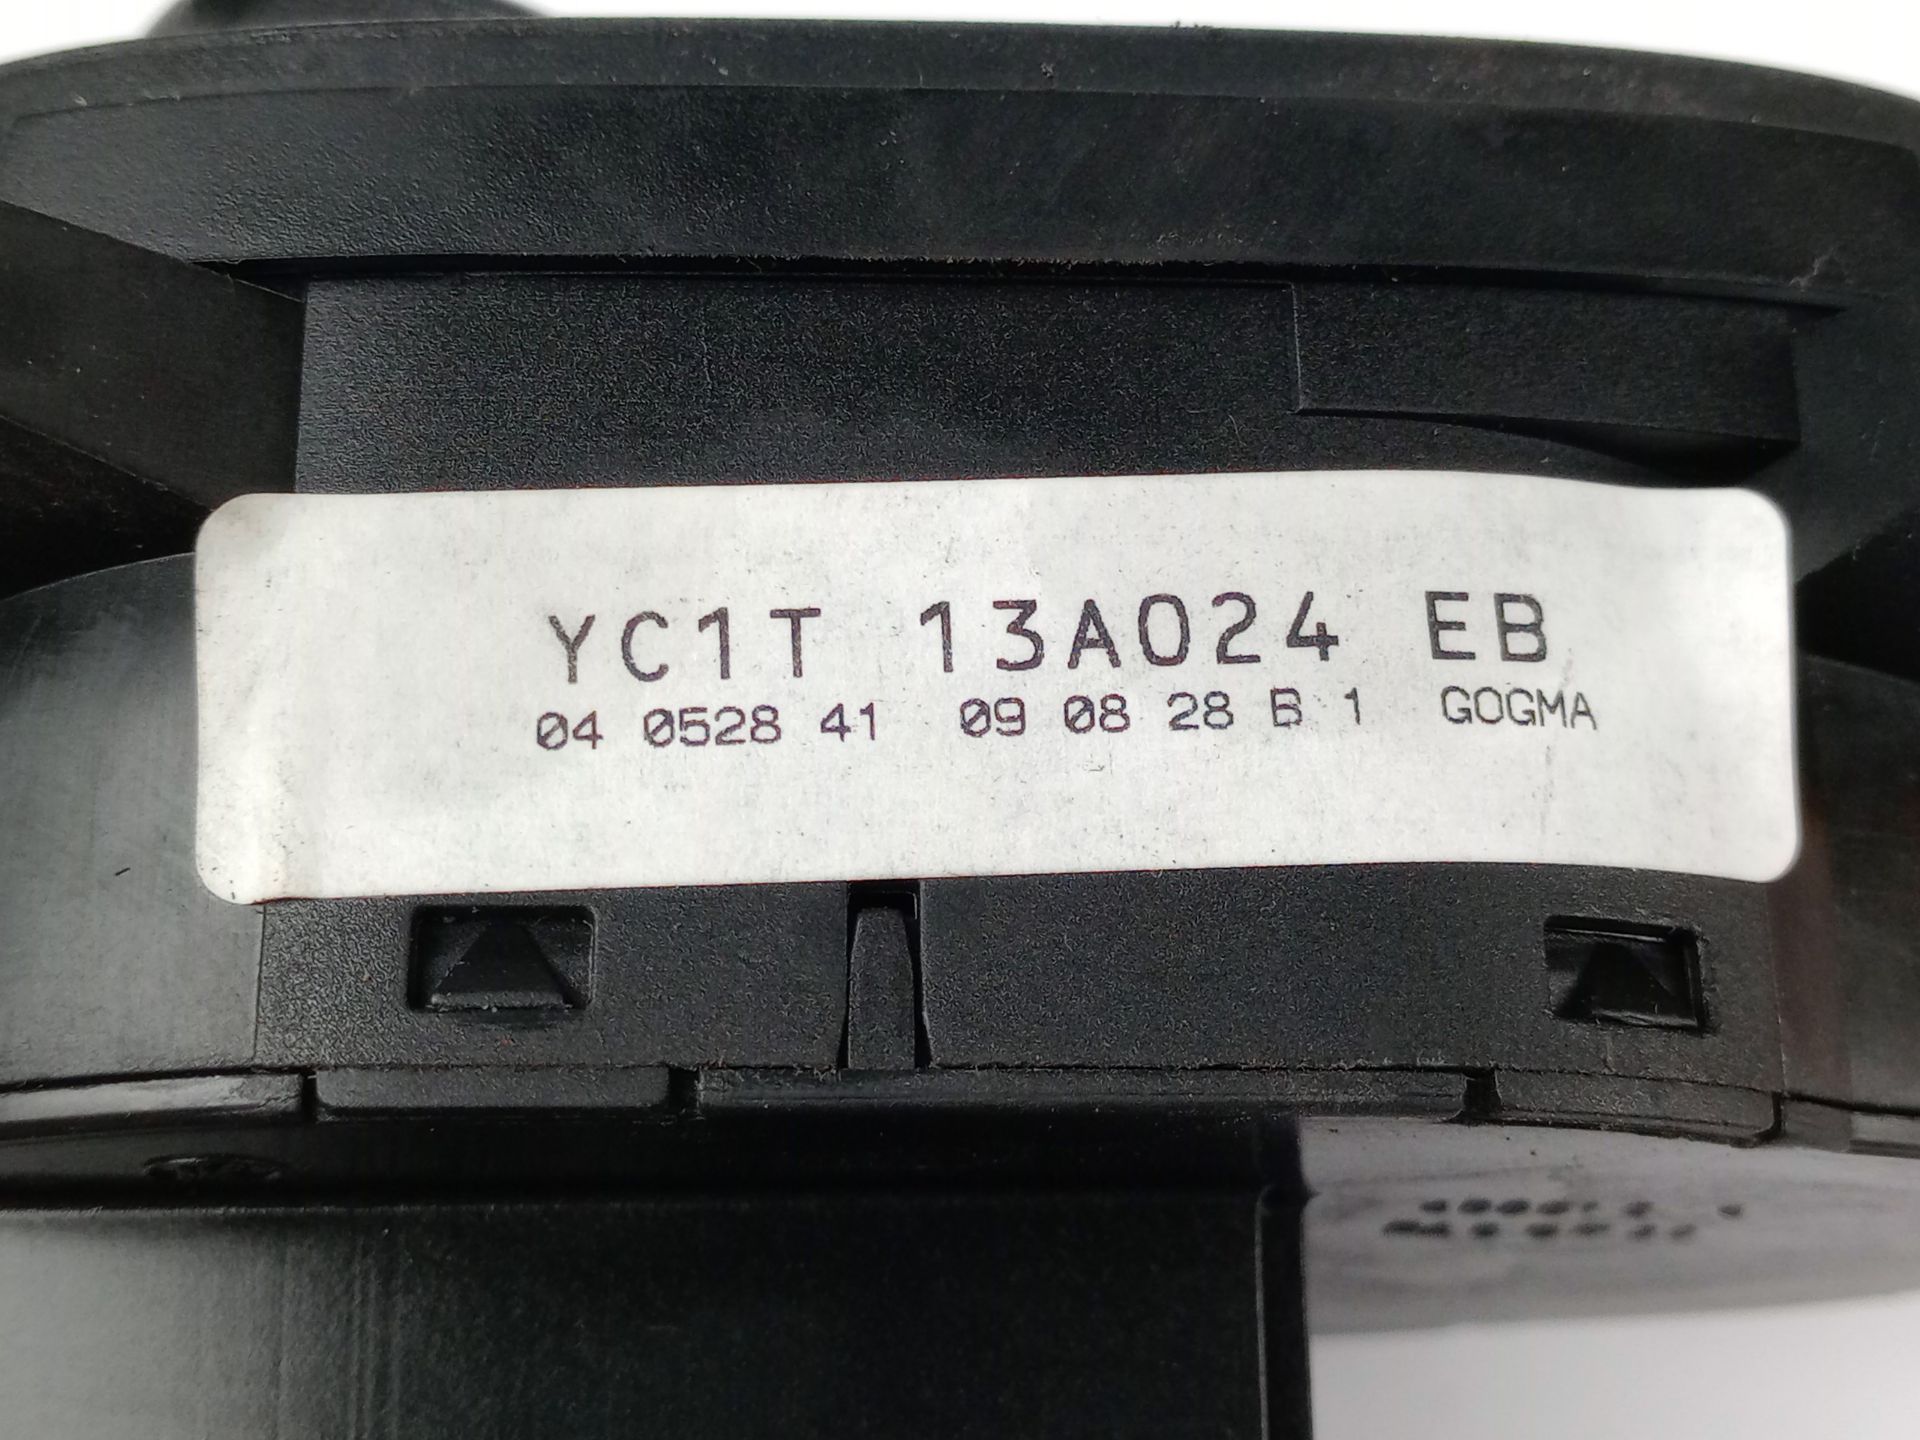 YC1T 13A024 EB
04 0528 41 09 08 28 B 1 GOGMA